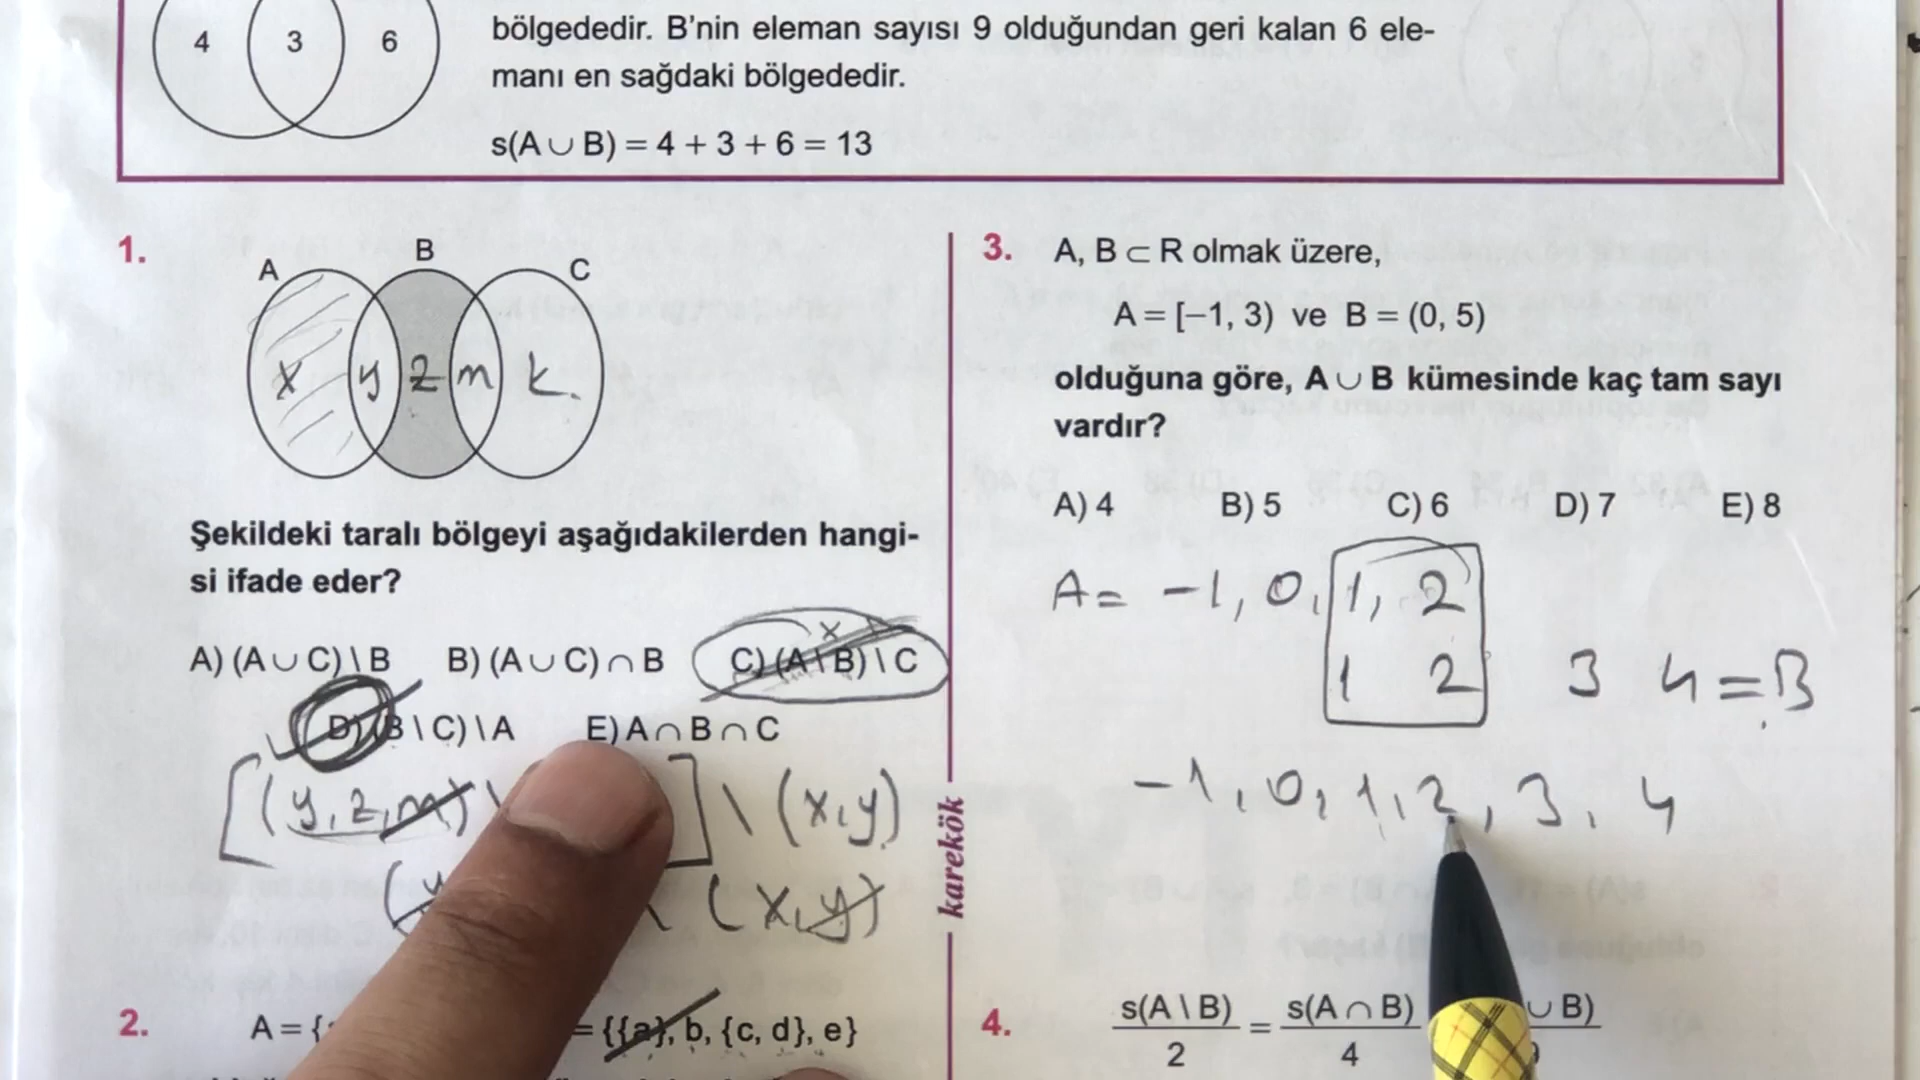 4 3 6
bölgededir. B'nin eleman sayısı 9 olduğundan geri kalan 6 ele-
manı en sağdaki bölgededir.
s(A ∪ B) = 4 + 3 + 6 = 13
1.
A B C
x y z m k
Şekildeki taralı bölgeyi aşağıdakilerden hangi-
si ifade eder?
A) (A ∪ C) \ B B) (A ∪ C) ∩ B C) (A \ B) \ C
D) (B \ C) \ A E) A ∩ B ∩ C
[(y, z, m) \ ] \ (x, y)
\ (x, y)
2. A = { = {{a}, b, {c, d}, e}
karekök
3. A, B ⊂ R olmak üzere,
A = [−1, 3) ve B = (0, 5)
olduğuna göre, A ∪ B kümesinde kaç tam sayı
vardır?
A) 4 B) 5 C) 6 D) 7 E) 8
A = -1, 0, 1, 2
1 2 3 4 = B
-1, 0, 1, 2, 3, 4
4. s(A \ B) = s(A ∩ B) ∪ B)
2 4